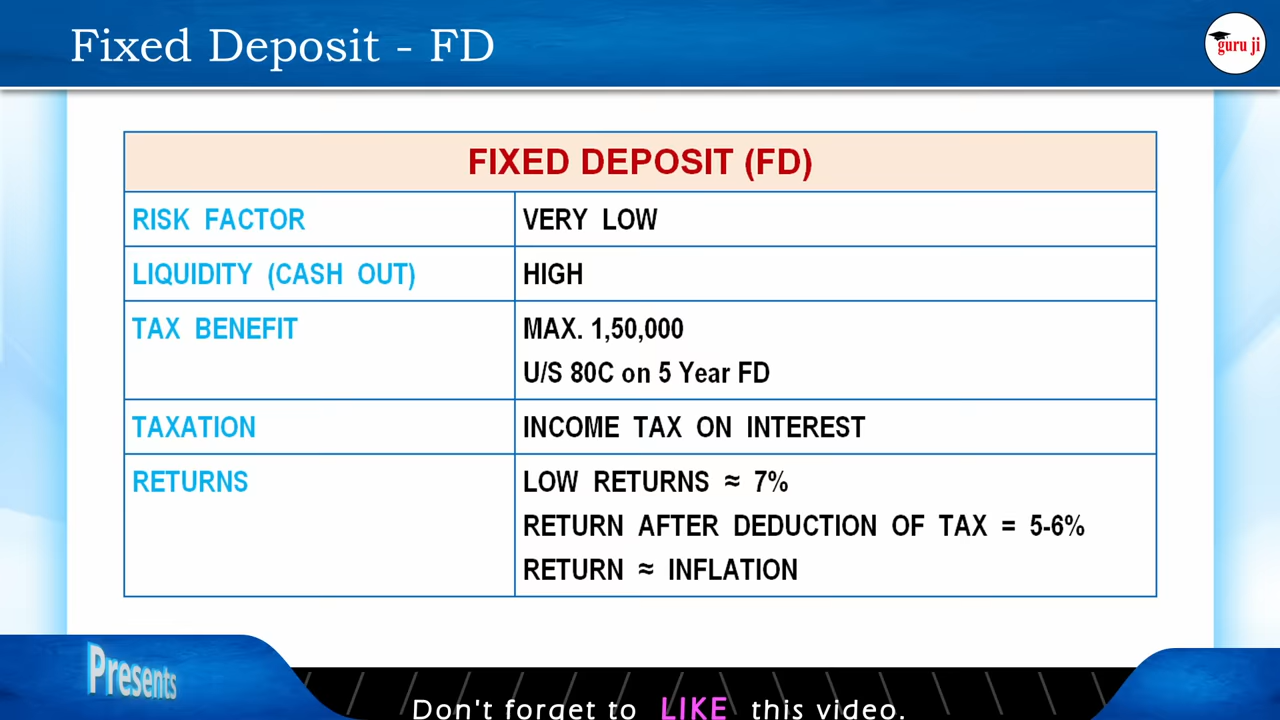 Fixed Deposit - FD
guru ji
FIXED DEPOSIT (FD)
RISK FACTOR
VERY LOW
LIQUIDITY (CASH OUT)
HIGH
TAX BENEFIT
MAX. 1,50,000
U/S 80C on 5 Year FD
TAXATION
INCOME TAX ON INTEREST
RETURNS
LOW RETURNS ≈ 7%
RETURN AFTER DEDUCTION OF TAX = 5-6%
RETURN ≈ INFLATION
Presents
Don't forget to LIKE this video.